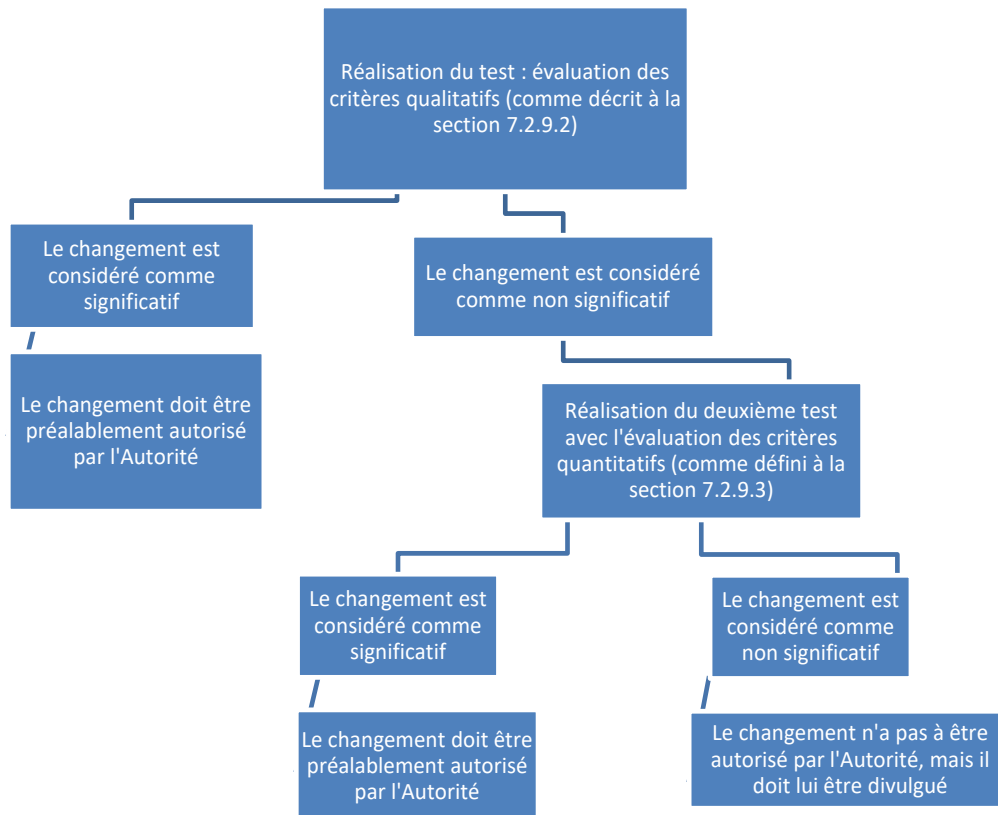 Réalisation du test : évaluation des
critères qualitatifs (comme décrit à la
section 7.2.9.2)
Le changement est
considéré comme
significatif
Le changement est considéré
comme non significatif
Le changement doit être
préalablement autorisé
par l'Autorité
Réalisation du deuxième test
avec l'évaluation des critères
quantitatifs (comme défini à la
section 7.2.9.3)
Le changement est
considéré comme
significatif
Le changement est
considéré comme
non significatif
Le changement doit être
préalablement autorisé
par l'Autorité
Le changement n'a pas à être
autorisé par l'Autorité, mais il
doit lui être divulgué